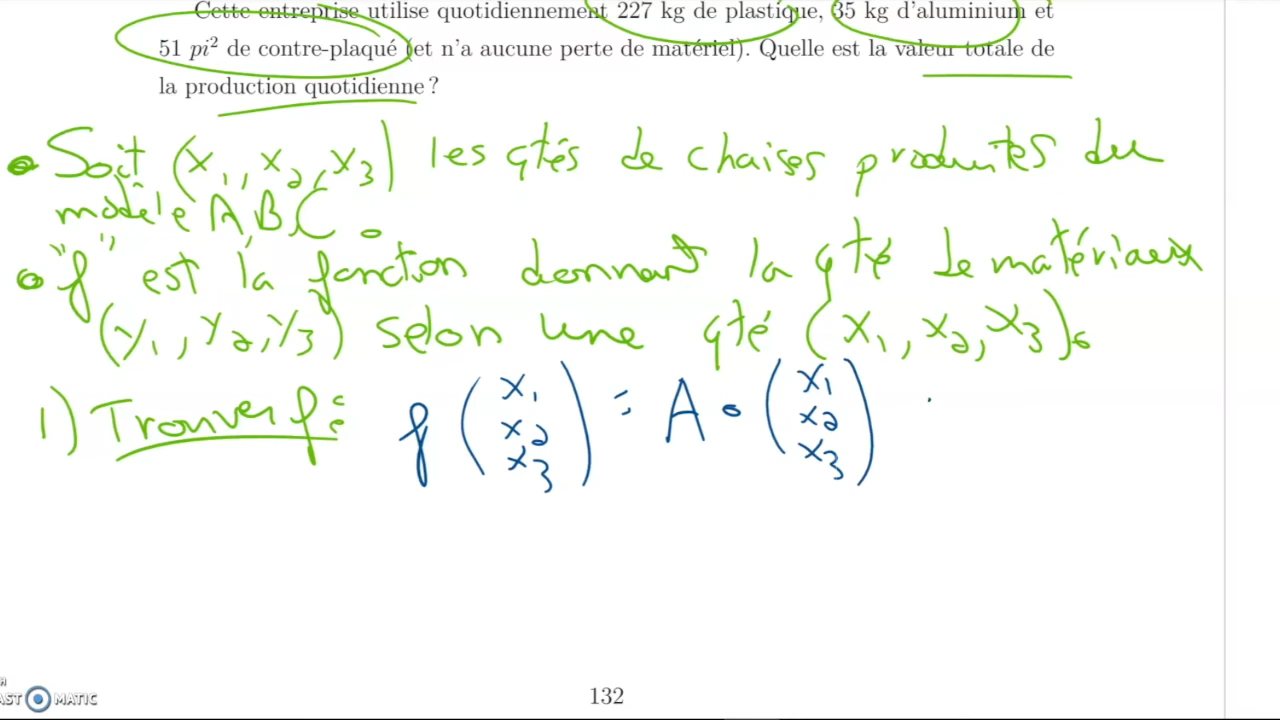 Cette entreprise utilise quotidiennement 227 kg de plastique, 35 kg d'aluminium et
51 pi² de contre-plaqué (et n'a aucune perte de matériel). Quelle est la valeur totale de
la production quotidienne ?
• Soit (x₁, x₂, x₃) les qtés de chaises produites du
modèle A, B, C.
• "f" est la fonction donnant la qté de matériaux
(y₁, y₂, y₃) selon une qté (x₁, x₂, x₃).
1) Trouver f : f (x₁ x₂ x₃) = A • (x₁ x₂ x₃)
AST MATIC
132